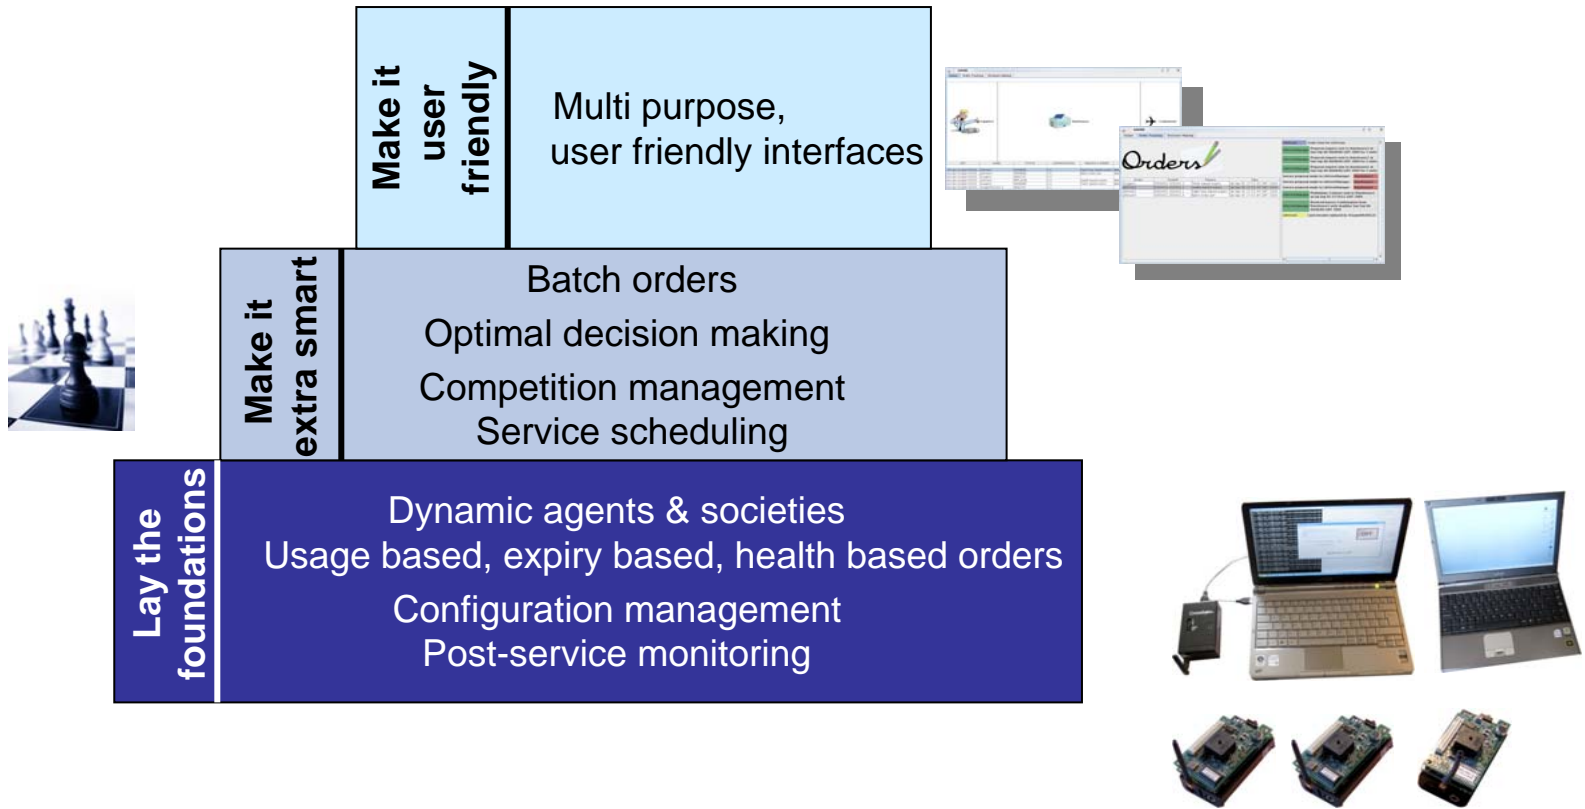 Make it
user
friendly
Multi purpose,
user friendly interfaces
Orders
Make it
extra smart
Batch orders
Optimal decision making
Competition management
Service scheduling
Lay the
foundations
Dynamic agents & societies
Usage based, expiry based, health based orders
Configuration management
Post-service monitoring